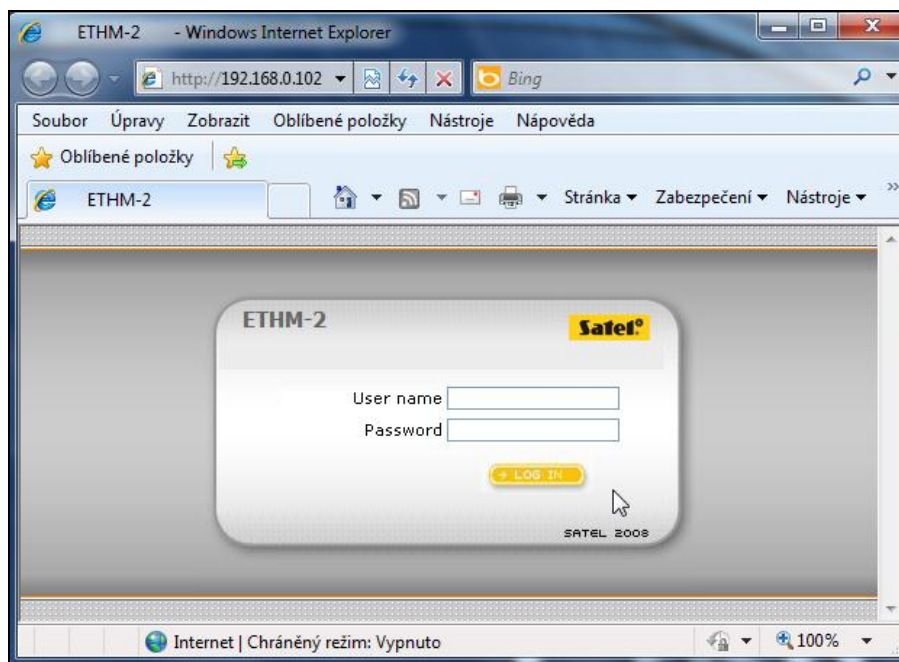 ETHM-2 - Windows Internet Explorer
http://192.168.0.102 Bing
Soubor Úpravy Zobrazit Oblíbené položky Nástroje Nápověda
Oblíbené položky
ETHM-2 Stránka Zabezpečení Nástroje
ETHM-2 Satel
User name
Password
LOG IN
SATEL 2008
Internet | Chráněný režim: Vypnuto 100%